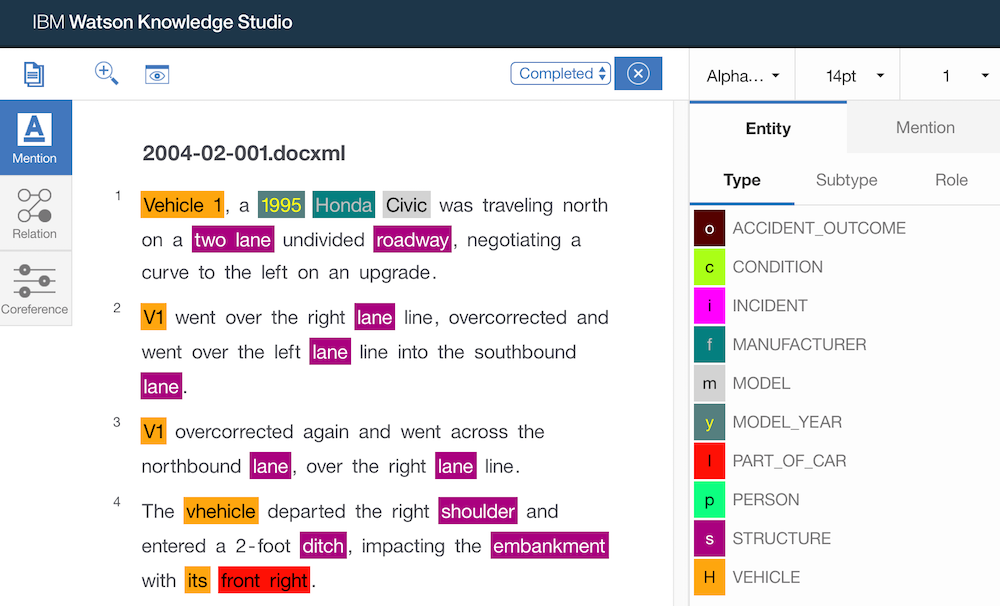 IBM Watson Knowledge Studio
Completed
Alpha...
14pt
1
Mention
Relation
Coreference
2004-02-001.docxml
1 Vehicle 1, a 1995 Honda Civic was traveling north
on a two lane undivided roadway, negotiating a
curve to the left on an upgrade.
2 V1 went over the right lane line, overcorrected and
went over the left lane line into the southbound
lane.
3 V1 overcorrected again and went across the
northbound lane, over the right lane line.
4 The vhehicle departed the right shoulder and
entered a 2-foot ditch, impacting the embankment
with its front right.
Entity Mention
Type Subtype Role
o ACCIDENT_OUTCOME
c CONDITION
i INCIDENT
f MANUFACTURER
m MODEL
y MODEL_YEAR
l PART_OF_CAR
p PERSON
s STRUCTURE
H VEHICLE